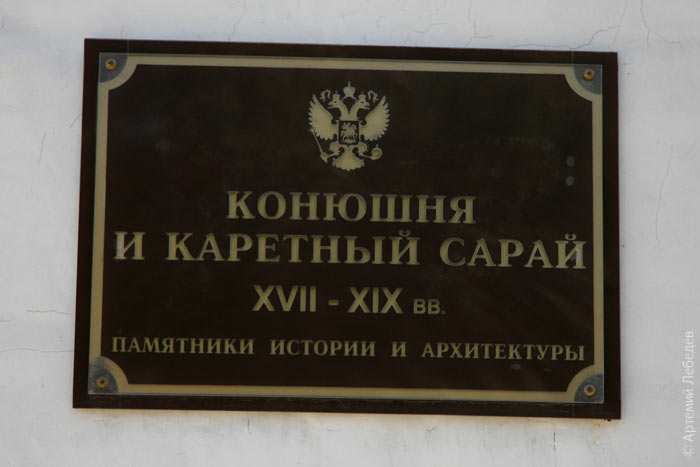 КОНЮШНЯ
И КАРЕТНЫЙ САРАЙ
XVII - XIX ВВ.
ПАМЯТНИКИ ИСТОРИИ И АРХИТЕКТУРЫ
© Артемий Лебедев